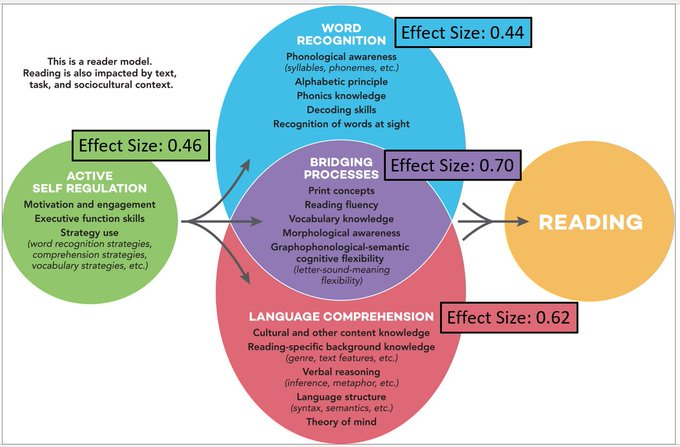 This is a reader model.
Reading is also impacted by text,
task, and sociocultural context.
WORD
RECOGNITION
Effect Size: 0.44
Phonological awareness
(syllables, phonemes, etc.)
Alphabetic principle
Phonics knowledge
Decoding skills
Recognition of words at sight
Effect Size: 0.46
ACTIVE
SELF REGULATION
Motivation and engagement
Executive function skills
Strategy use
(word recognition strategies,
comprehension strategies,
vocabulary strategies, etc.)
BRIDGING
PROCESSES
Effect Size: 0.70
Print concepts
Reading fluency
Vocabulary knowledge
Morphological awareness
Graphophonological-semantic
cognitive flexibility
(letter-sound-meaning
flexibility)
READING
LANGUAGE COMPREHENSION
Effect Size: 0.62
Cultural and other content knowledge
Reading-specific background knowledge
(genre, text features, etc.)
Verbal reasoning
(inference, metaphor, etc.)
Language structure
(syntax, semantics, etc.)
Theory of mind